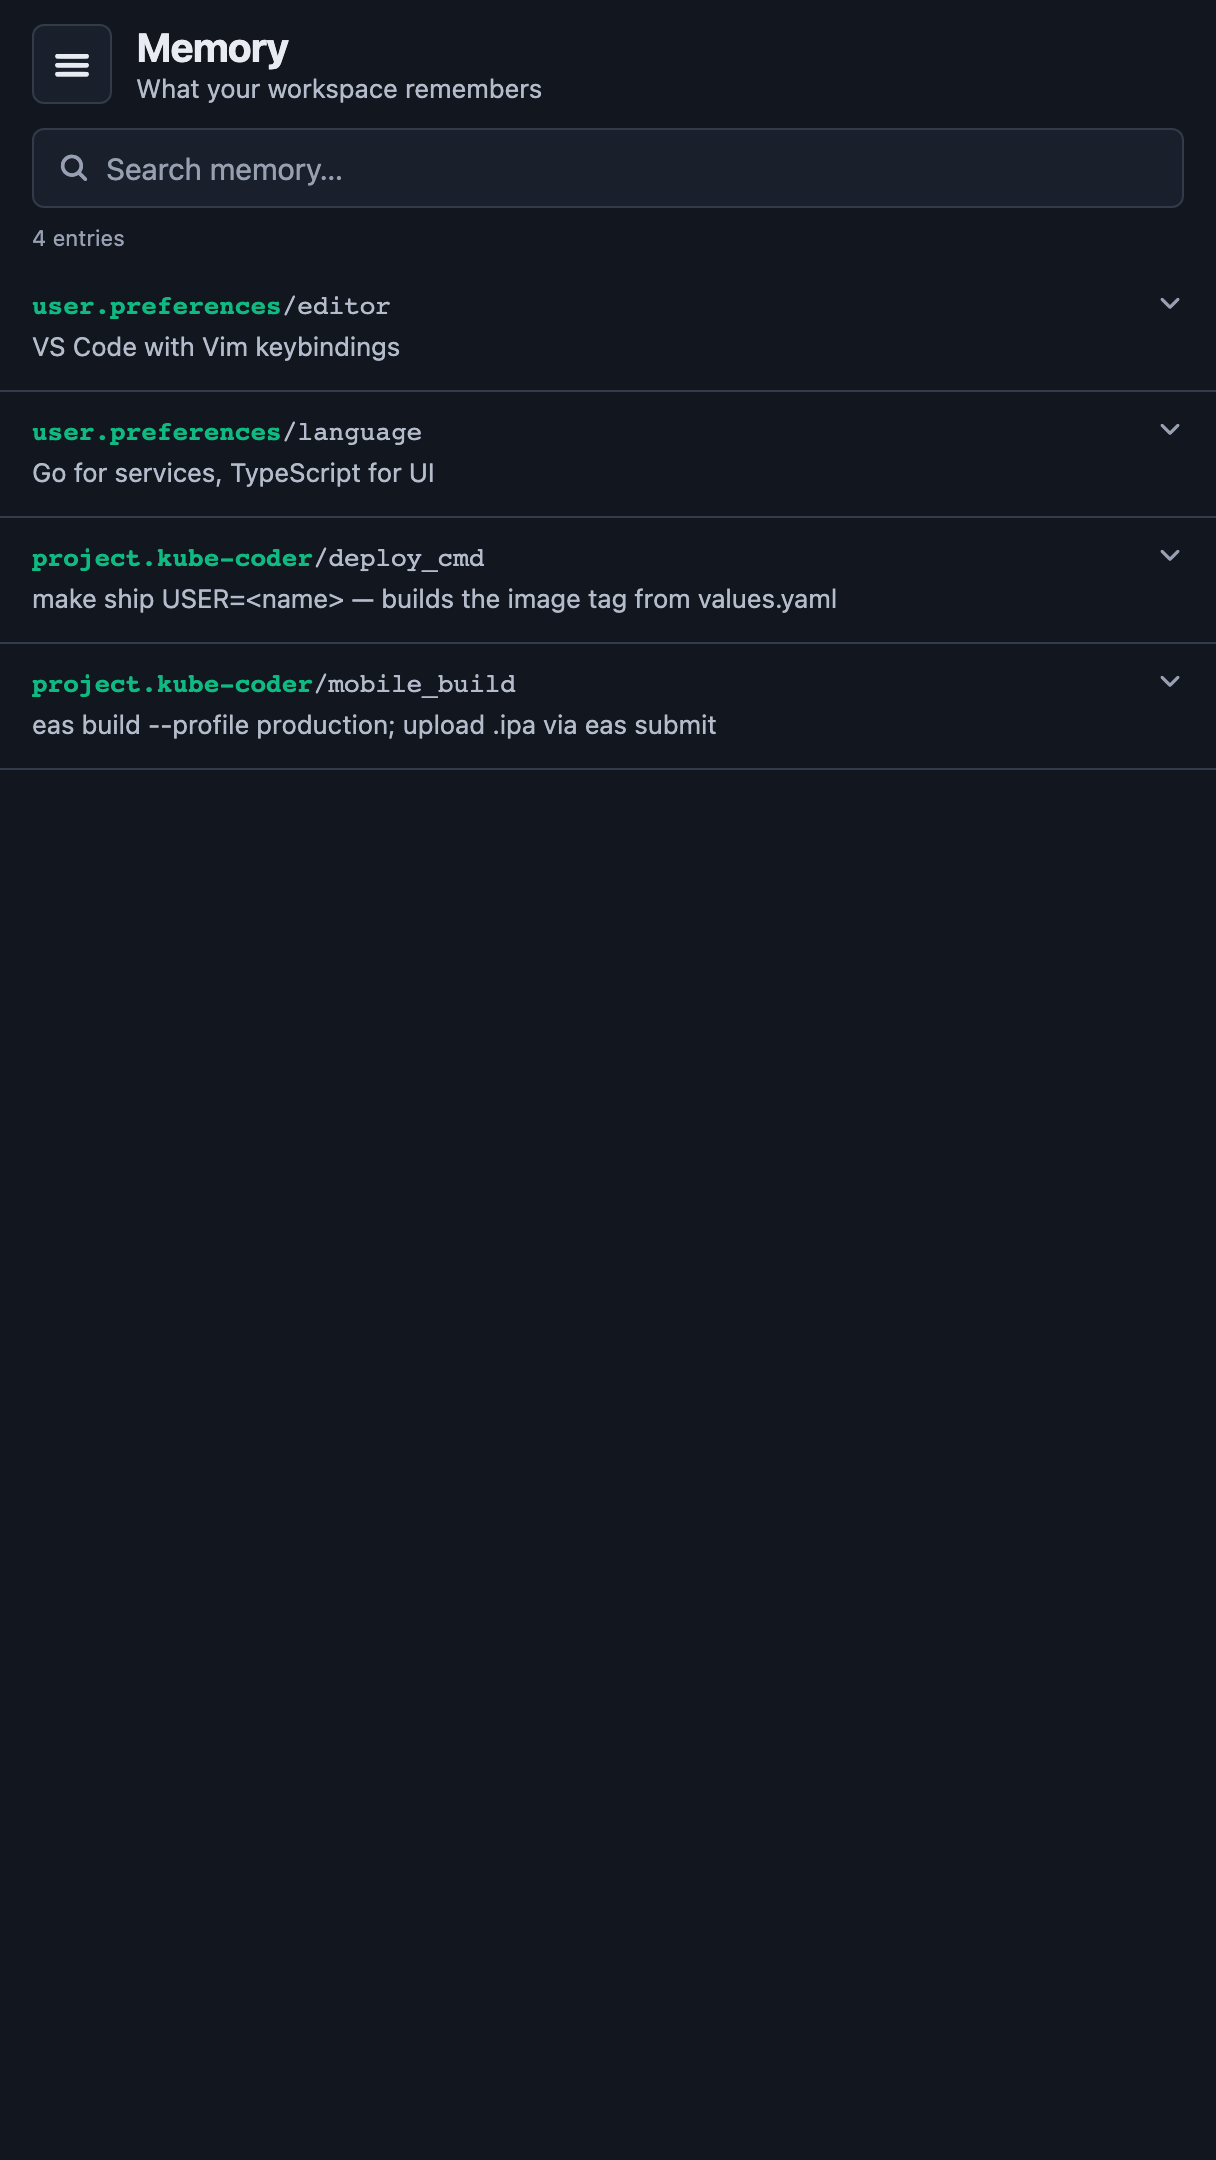 Memory
What your workspace remembers
Search memory...
4 entries
user.preferences/editor
VS Code with Vim keybindings
user.preferences/language
Go for services, TypeScript for UI
project.kube-coder/deploy_cmd
make ship USER=<name> — builds the image tag from values.yaml
project.kube-coder/mobile_build
eas build --profile production; upload .ipa via eas submit